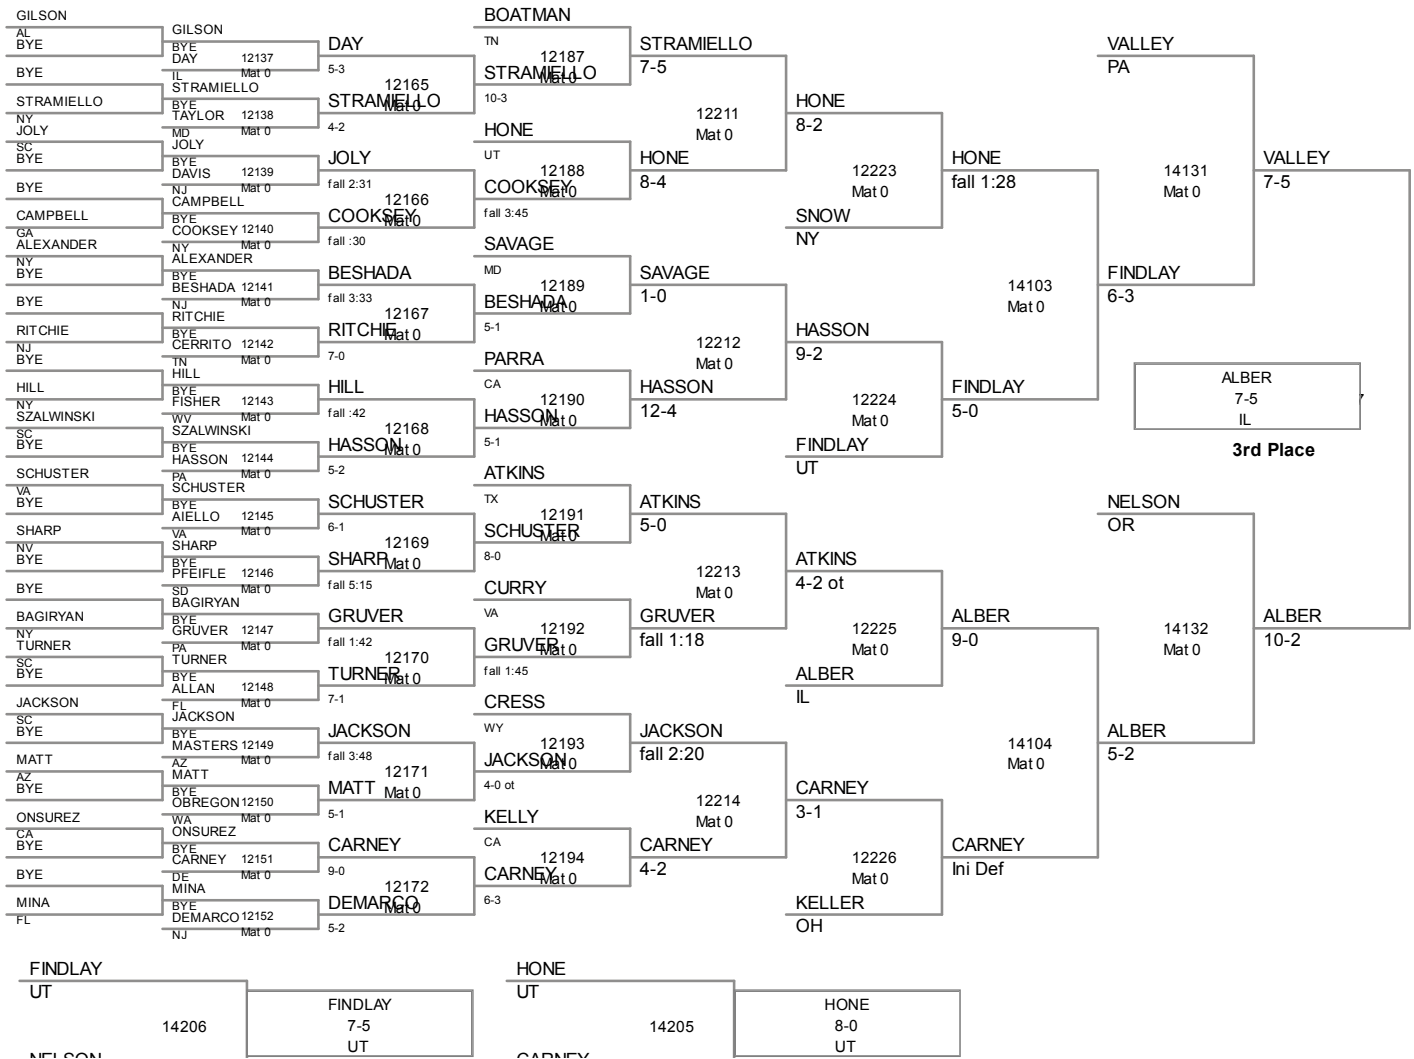 GILSON
AL
BYE
BYE
STRAMIELLO
NY
JOLY
SC
BYE
BYE
CAMPBELL
GA
ALEXANDER
NY
BYE
BYE
RITCHIE
NJ
BYE
HILL
NY
SZALWINSKI
SC
BYE
SCHUSTER
VA
BYE
SHARP
NV
BYE
BYE
BAGIRYAN
NY
TURNER
SC
BYE
JACKSON
SC
BYE
MATT
AZ
BYE
ONSUREZ
CA
BYE
BYE
MINA
FL
GILSON
BYE
DAY 12137
IL Mat 0
STRAMIELLO
BYE
TAYLOR 12138
MD Mat 0
JOLY
BYE
DAVIS 12139
NJ Mat 0
CAMPBELL
BYE
COOKSEY 12140
NY Mat 0
ALEXANDER
BYE
BESHADA 12141
NJ Mat 0
RITCHIE
BYE
CERRITO 12142
TN Mat 0
HILL
BYE
FISHER 12143
WV Mat 0
SZALWINSKI
BYE
HASSON 12144
PA Mat 0
SCHUSTER
BYE
AIELLO 12145
VA Mat 0
SHARP
BYE
PFEIFLE 12146
SD Mat 0
BAGIRYAN
BYE
GRUVER 12147
PA Mat 0
TURNER
BYE
ALLAN 12148
FL Mat 0
JACKSON
BYE
MASTERS 12149
AZ Mat 0
MATT
BYE
OBREGON 12150
WA Mat 0
ONSUREZ
BYE
CARNEY 12151
DE Mat 0
MINA
BYE
DEMARCO 12152
NJ Mat 0
DAY
5-3
12165
Mat 0
STRAMIELLO
4-2
JOLY
fall 2:31
12166
Mat 0
COOKSEY
fall :30
BESHADA
fall 3:33
12167
Mat 0
RITCHIE
7-0
HILL
fall :42
12168
Mat 0
HASSON
5-2
SCHUSTER
6-1
12169
Mat 0
SHARP
fall 5:15
GRUVER
fall 1:42
12170
Mat 0
TURNER
7-1
JACKSON
fall 3:48
12171
Mat 0
MATT
5-1
CARNEY
9-0
12172
Mat 0
DEMARCO
5-2
BOATMAN
TN
12187
Mat 0
STRAMIELLO
10-3
HONE
UT
12188
Mat 0
COOKSEY
fall 3:45
SAVAGE
MD
12189
Mat 0
BESHADA
5-1
PARRA
CA
12190
Mat 0
HASSON
5-1
ATKINS
TX
12191
Mat 0
SCHUSTER
8-0
CURRY
VA
12192
Mat 0
GRUVER
fall 1:45
CRESS
WY
12193
Mat 0
JACKSON
4-0 ot
KELLY
CA
12194
Mat 0
CARNEY
6-3
STRAMIELLO
7-5
12211
Mat 0
HONE
8-4
SAVAGE
1-0
12212
Mat 0
HASSON
12-4
ATKINS
5-0
12213
Mat 0
GRUVER
fall 1:18
JACKSON
fall 2:20
12214
Mat 0
CARNEY
4-2
HONE
8-2
12223
Mat 0
SNOW
NY
HASSON
9-2
12224
Mat 0
FINDLAY
UT
ATKINS
4-2 ot
12225
Mat 0
ALBER
IL
CARNEY
3-1
12226
Mat 0
KELLER
OH
HONE
fall 1:28
14103
Mat 0
FINDLAY
5-0
ALBER
9-0
14104
Mat 0
CARNEY
Ini Def
VALLEY
PA
14131
Mat 0
FINDLAY
6-3
NELSON
OR
14132
Mat 0
ALBER
5-2
VALLEY
7-5
ALBER
10-2
ALBER
7-5
IL
3rd Place
FINDLAY
UT
14206
NELSON
FINDLAY
7-5
UT
HONE
UT
14205
CARNEY
HONE
8-0
UT